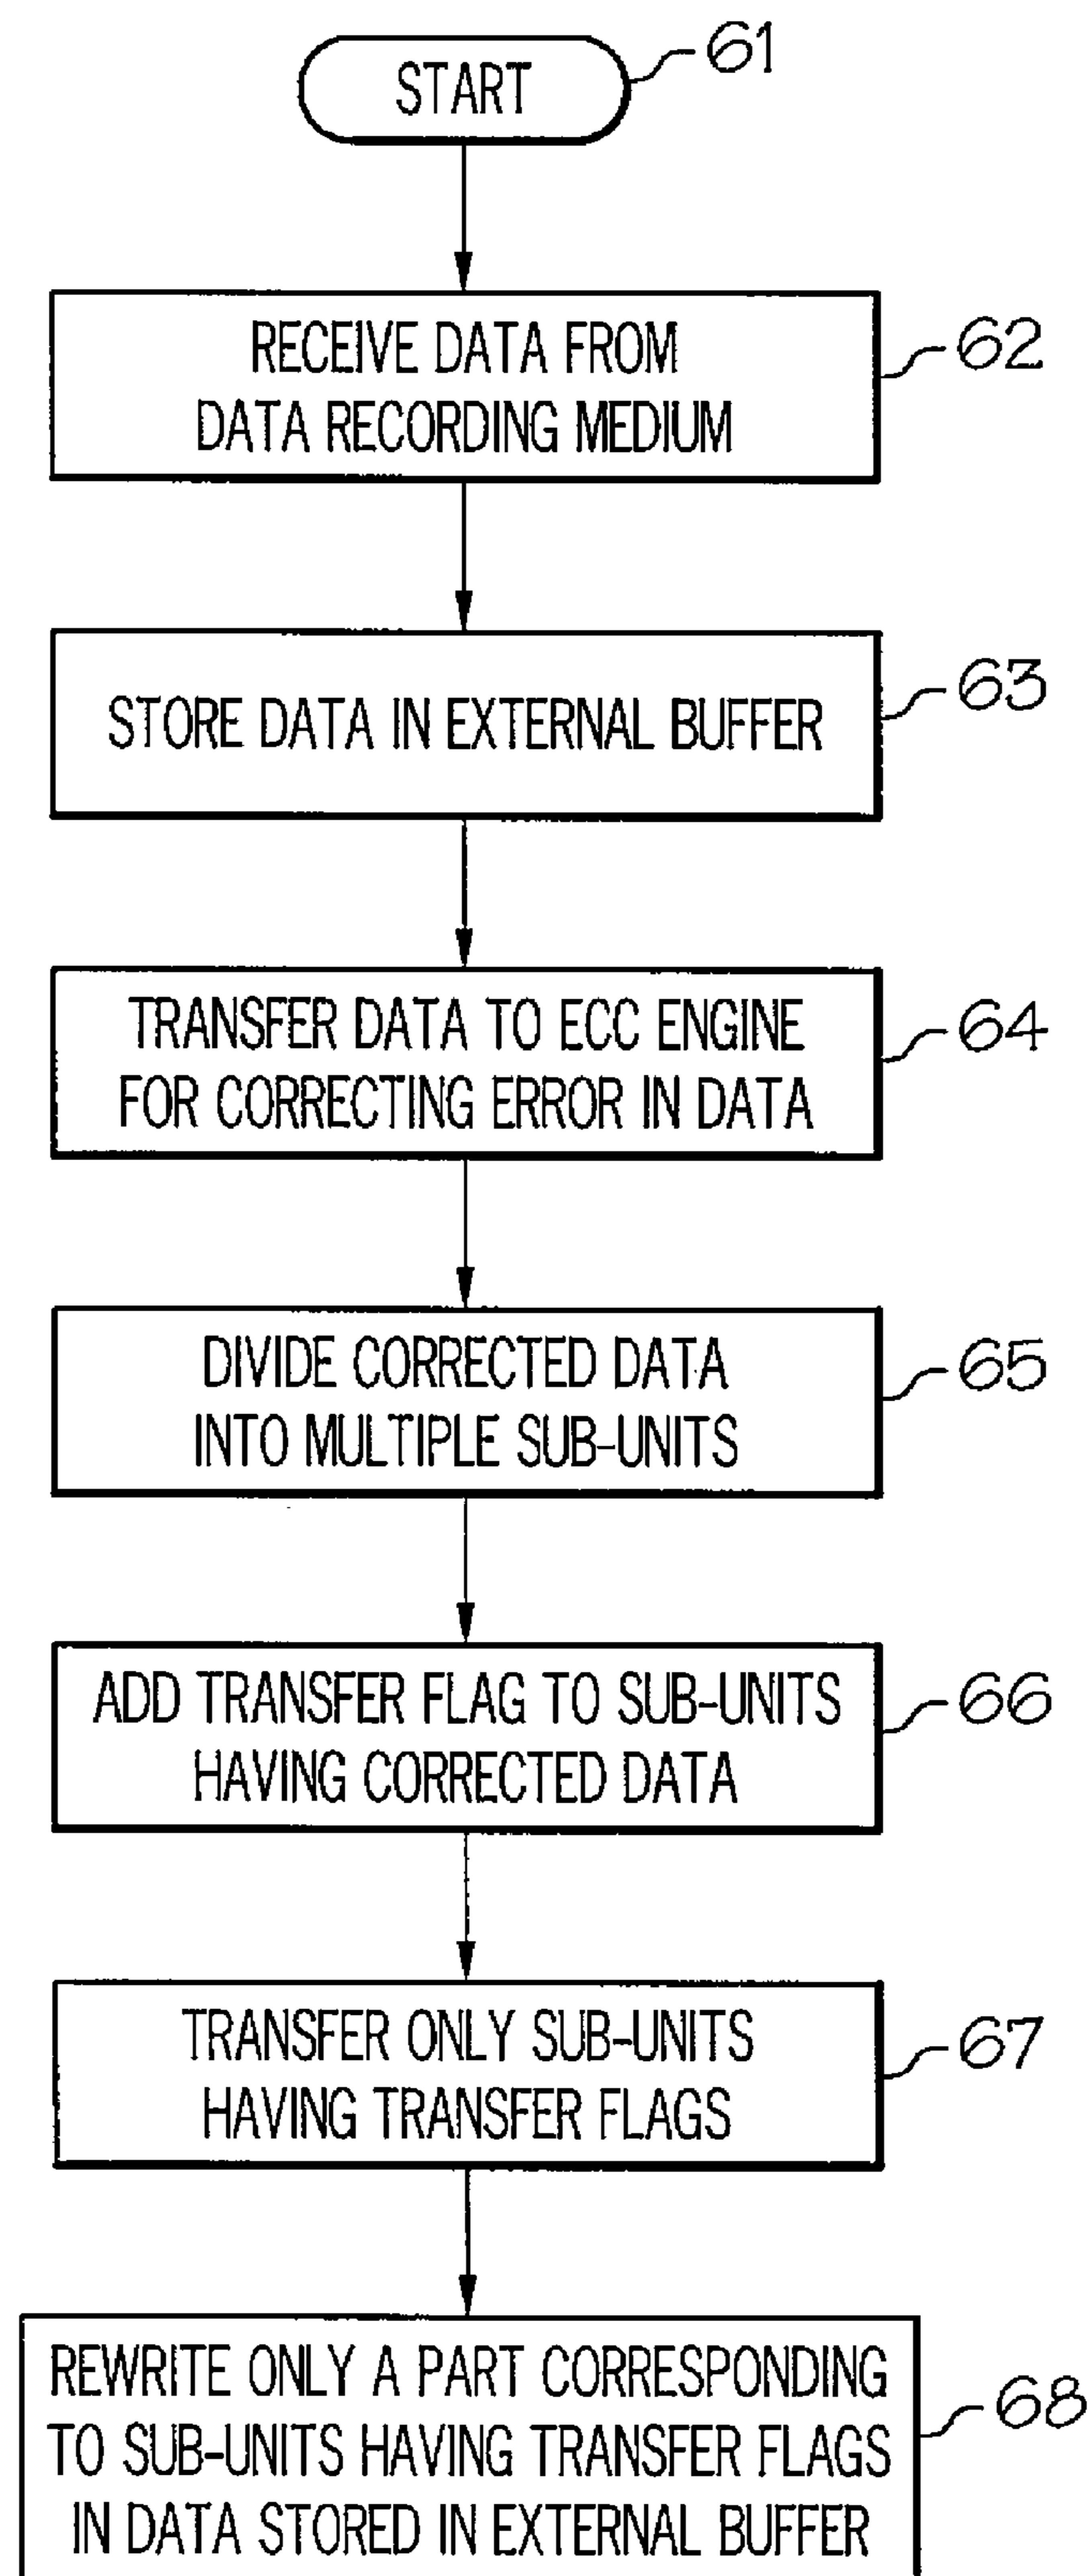 START
61
RECEIVE DATA FROM
DATA RECORDING MEDIUM
62
STORE DATA IN EXTERNAL BUFFER
63
TRANSFER DATA TO ECC ENGINE
FOR CORRECTING ERROR IN DATA
64
DIVIDE CORRECTED DATA
INTO MULTIPLE SUB-UNITS
65
ADD TRANSFER FLAG TO SUB-UNITS
HAVING CORRECTED DATA
66
TRANSFER ONLY SUB-UNITS
HAVING TRANSFER FLAGS
67
REWRITE ONLY A PART CORRESPONDING
TO SUB-UNITS HAVING TRANSFER FLAGS
IN DATA STORED IN EXTERNAL BUFFER
68